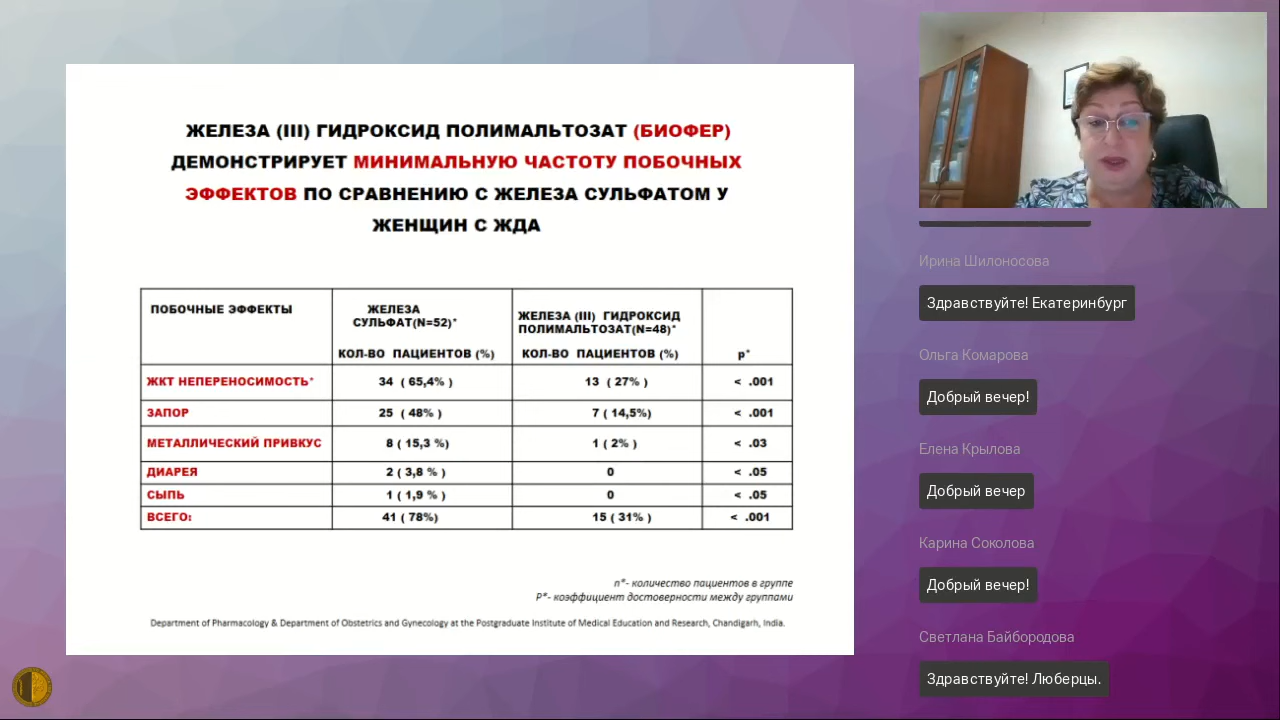 ЖЕЛЕЗА (III) ГИДРОКСИД ПОЛИМАЛЬТОЗАТ (БИОФЕР)
ДЕМОНСТРИРУЕТ МИНИМАЛЬНУЮ ЧАСТОТУ ПОБОЧНЫХ
ЭФФЕКТОВ ПО СРАВНЕНИЮ С ЖЕЛЕЗА СУЛЬФАТОМ У
ЖЕНЩИН С ЖДА
ПОБОЧНЫЕ ЭФФЕКТЫ
ЖЕЛЕЗА
СУЛЬФАТ(N=52)*
КОЛ-ВО ПАЦИЕНТОВ (%)
ЖЕЛЕЗА (III) ГИДРОКСИД
ПОЛИМАЛЬТОЗАТ(N=48)*
КОЛ-ВО ПАЦИЕНТОВ (%)
р*
ЖКТ НЕПЕРЕНОСИМОСТЬ* 34 ( 65,4% ) 13 ( 27% ) < .001
ЗАПОР 25 ( 48% ) 7 ( 14,5%) < .001
МЕТАЛЛИЧЕСКИЙ ПРИВКУС 8 ( 15,3 %) 1 ( 2% ) < .03
ДИАРЕЯ 2 ( 3,8 % ) 0 < .05
СЫПЬ 1 ( 1,9 % ) 0 < .05
ВСЕГО: 41 ( 78%) 15 ( 31% ) < .001
n*- количество пациентов в группе
Р*- коэффициент достоверности между группами
Department of Pharmacology & Department of Obstetrics and Gynecology at the Postgraduate Institute of Medical Education and Research, Chandigarh, India.
Ирина Шилоносова
Здравствуйте! Екатеринбург
Ольга Комарова
Добрый вечер!
Елена Крылова
Добрый вечер
Карина Соколова
Добрый вечер!
Светлана Байбородова
Здравствуйте! Люберцы.